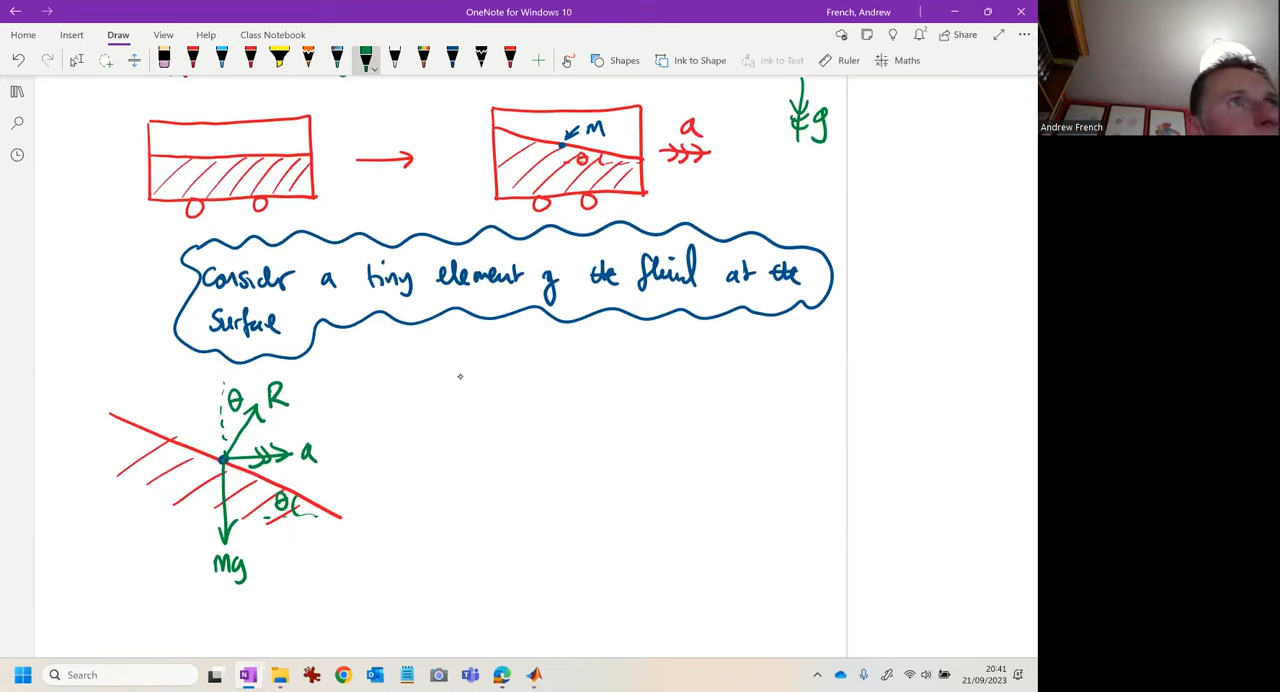 OneNote for Windows 10
French, Andrew
Home
Insert
Draw
View
Help
Class Notebook
Share
Shapes
Ink to Shape
Ink to Text
Ruler
Maths
Andrew French
M
a
g
θ
Consider a tiny element of the fluid at the
surface
θ
R
a
θ
Mg
Search
20:41
21/09/2023